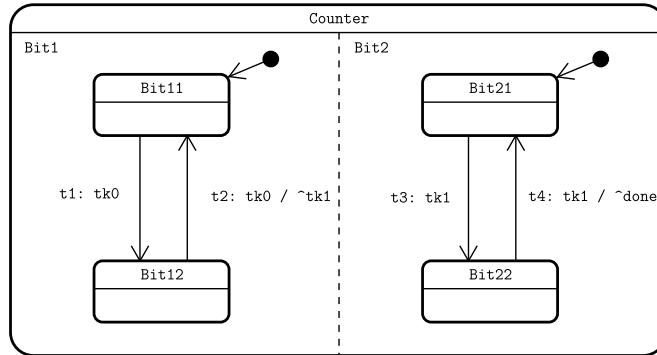 Counter
Bit1
Bit2
Bit11
Bit21
t1: tk0
t2: tk0 / ^tk1
t3: tk1
t4: tk1 / ^done
Bit12
Bit22